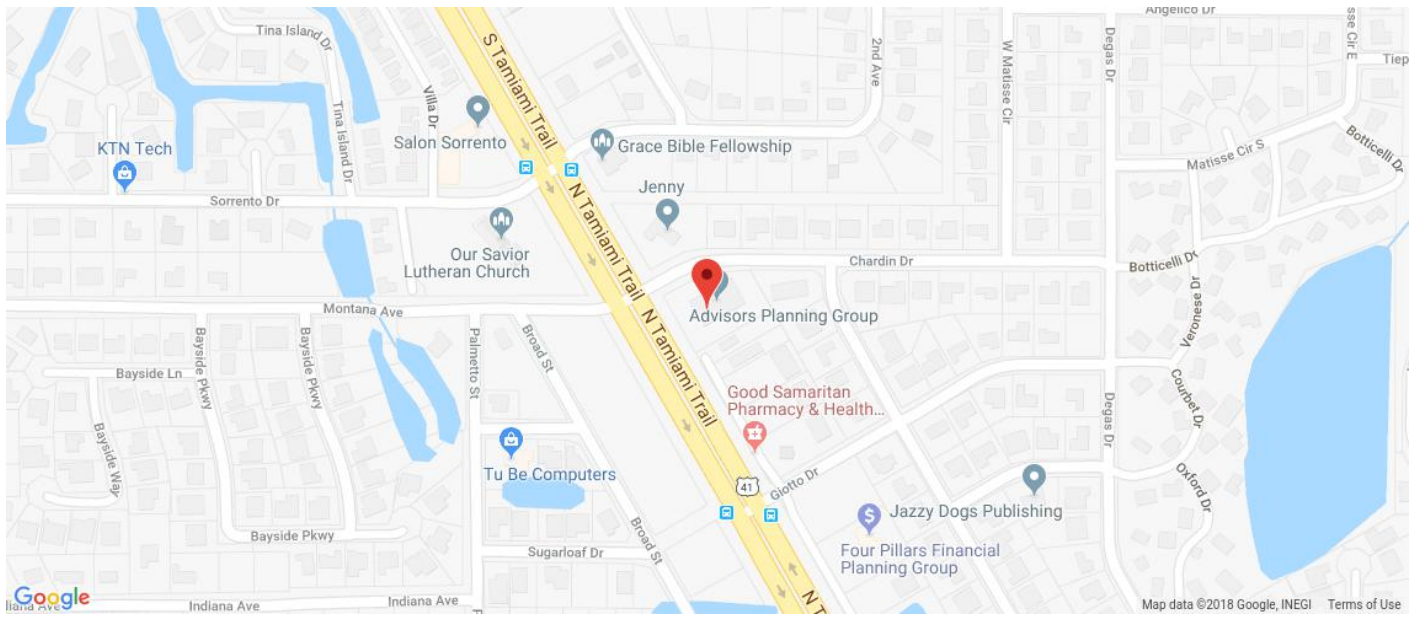 Angelico Dr
Tina Island Dr
S Tamiami Trail
2nd Ave
W Matisse Cir
Degas Dr
sse Cir E
Tiep
Villa Dr
Tina Island Dr
Salon Sorrento
Grace Bible Fellowship
Matisse Cir S
Botticelli Dr
KTN Tech
Jenny
Sorrento Dr
N Tamiami Trail
Our Savior
Lutheran Church
Chardin Dr
Botticelli Dr
Veronese Dr
Montana Ave
Advisors Planning Group
N Tamiami Trail
Bayside Pkwy
Bayside Pkwy
Palmetto St
Broad St
Bayside Ln
Good Samaritan
Pharmacy & Health...
Courbet Dr
Degas Dr
Bayside Way
Tu Be Computers
41
Giotto Dr
Oxford Dr
Jazzy Dogs Publishing
$
Bayside Pkwy
Broad St
Sugarloaf Dr
Four Pillars Financial
Planning Group
Google
diana Ave
Indiana Ave
Indiana Ave
P
N T
Map data ©2018 Google, INEGI
Terms of Use